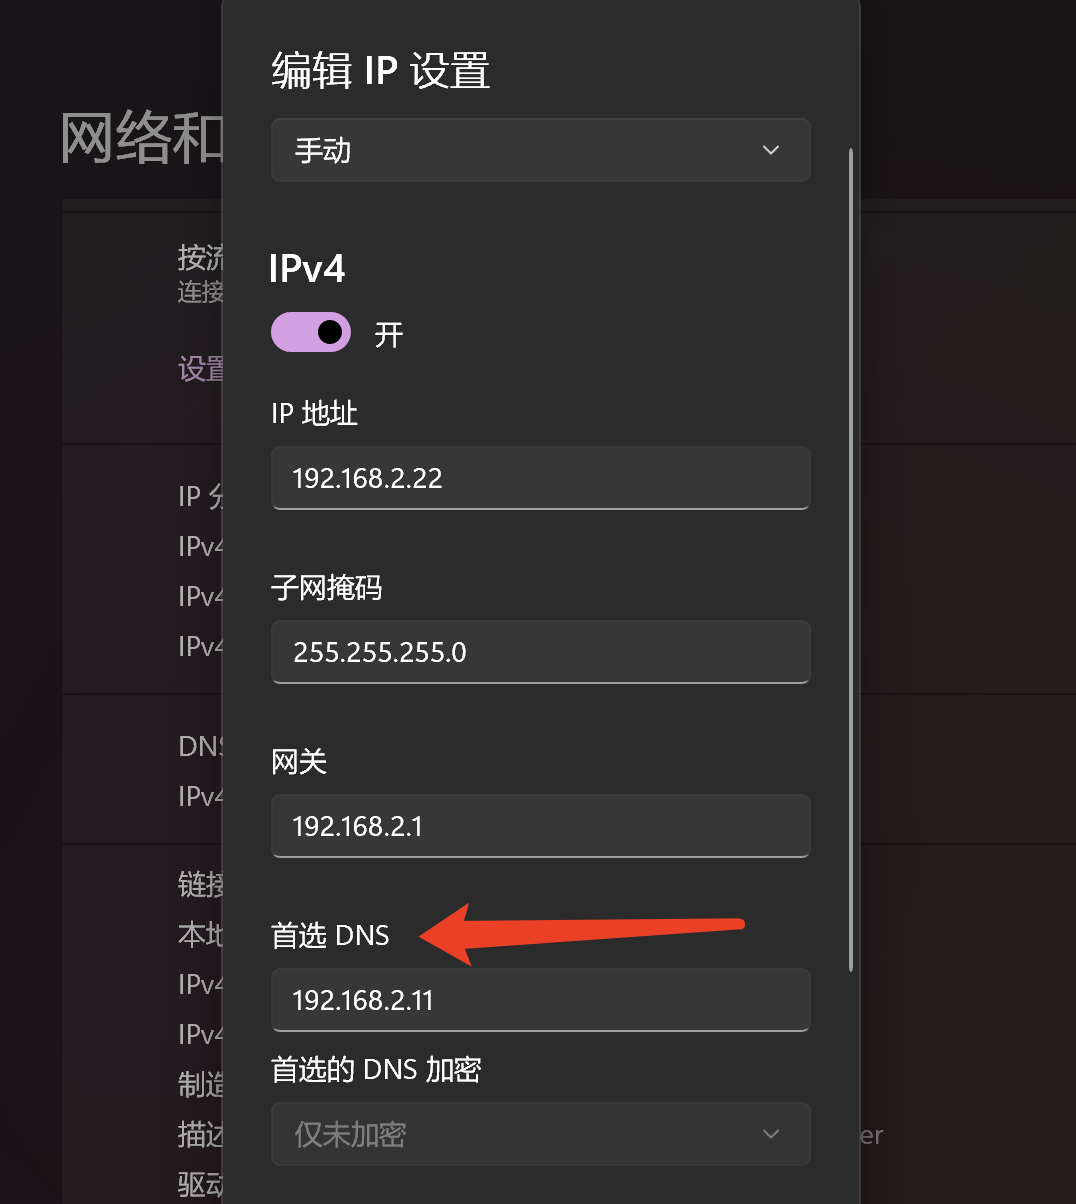 编辑 IP 设置
网络和
手动
按流
连接
IPv4
开
设置
IP 地址
192.168.2.22
IP 分
IPv4
子网掩码
IPv4
IPv4
255.255.255.0
DNS
网关
IPv4
192.168.2.1
链接
本地
首选 DNS
IPv4
192.168.2.11
IPv4
制造
首选的 DNS 加密
描述
仅未加密
er
驱动